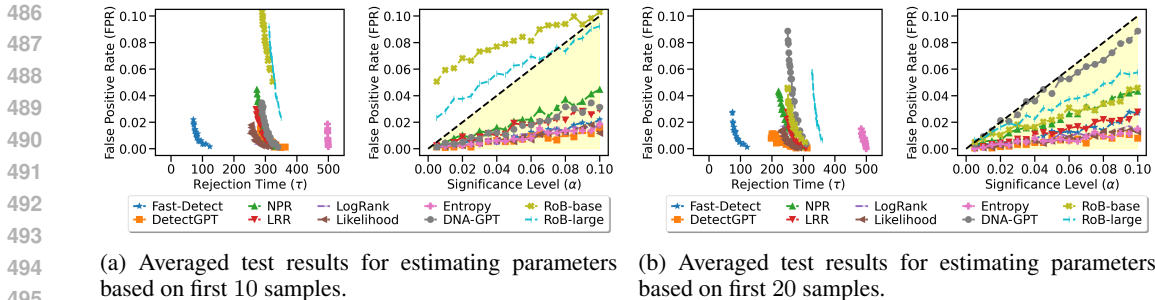 486
487
488
489
490
491
492
493
494
495
False Positive Rate (FPR)
0.10
0.08
0.06
0.04
0.02
0.00
0 100 200 300 400 500
Rejection Time (τ)
False Positive Rate (FPR)
0.10
0.08
0.06
0.04
0.02
0.00
0.00 0.02 0.04 0.06 0.08 0.10
Significance Level (α)
Fast-Detect NPR LogRank Entropy RoB-base
DetectGPT LRR Likelihood DNA-GPT RoB-large
(a) Averaged test results for estimating parameters
based on first 10 samples.
False Positive Rate (FPR)
0.10
0.08
0.06
0.04
0.02
0.00
0 100 200 300 400 500
Rejection Time (τ)
False Positive Rate (FPR)
0.10
0.08
0.06
0.04
0.02
0.00
0.00 0.02 0.04 0.06 0.08 0.10
Significance Level (α)
Fast-Detect NPR LogRank Entropy RoB-base
DetectGPT LRR Likelihood DNA-GPT RoB-large
(b) Averaged test results for estimating parameters
based on first 20 samples.